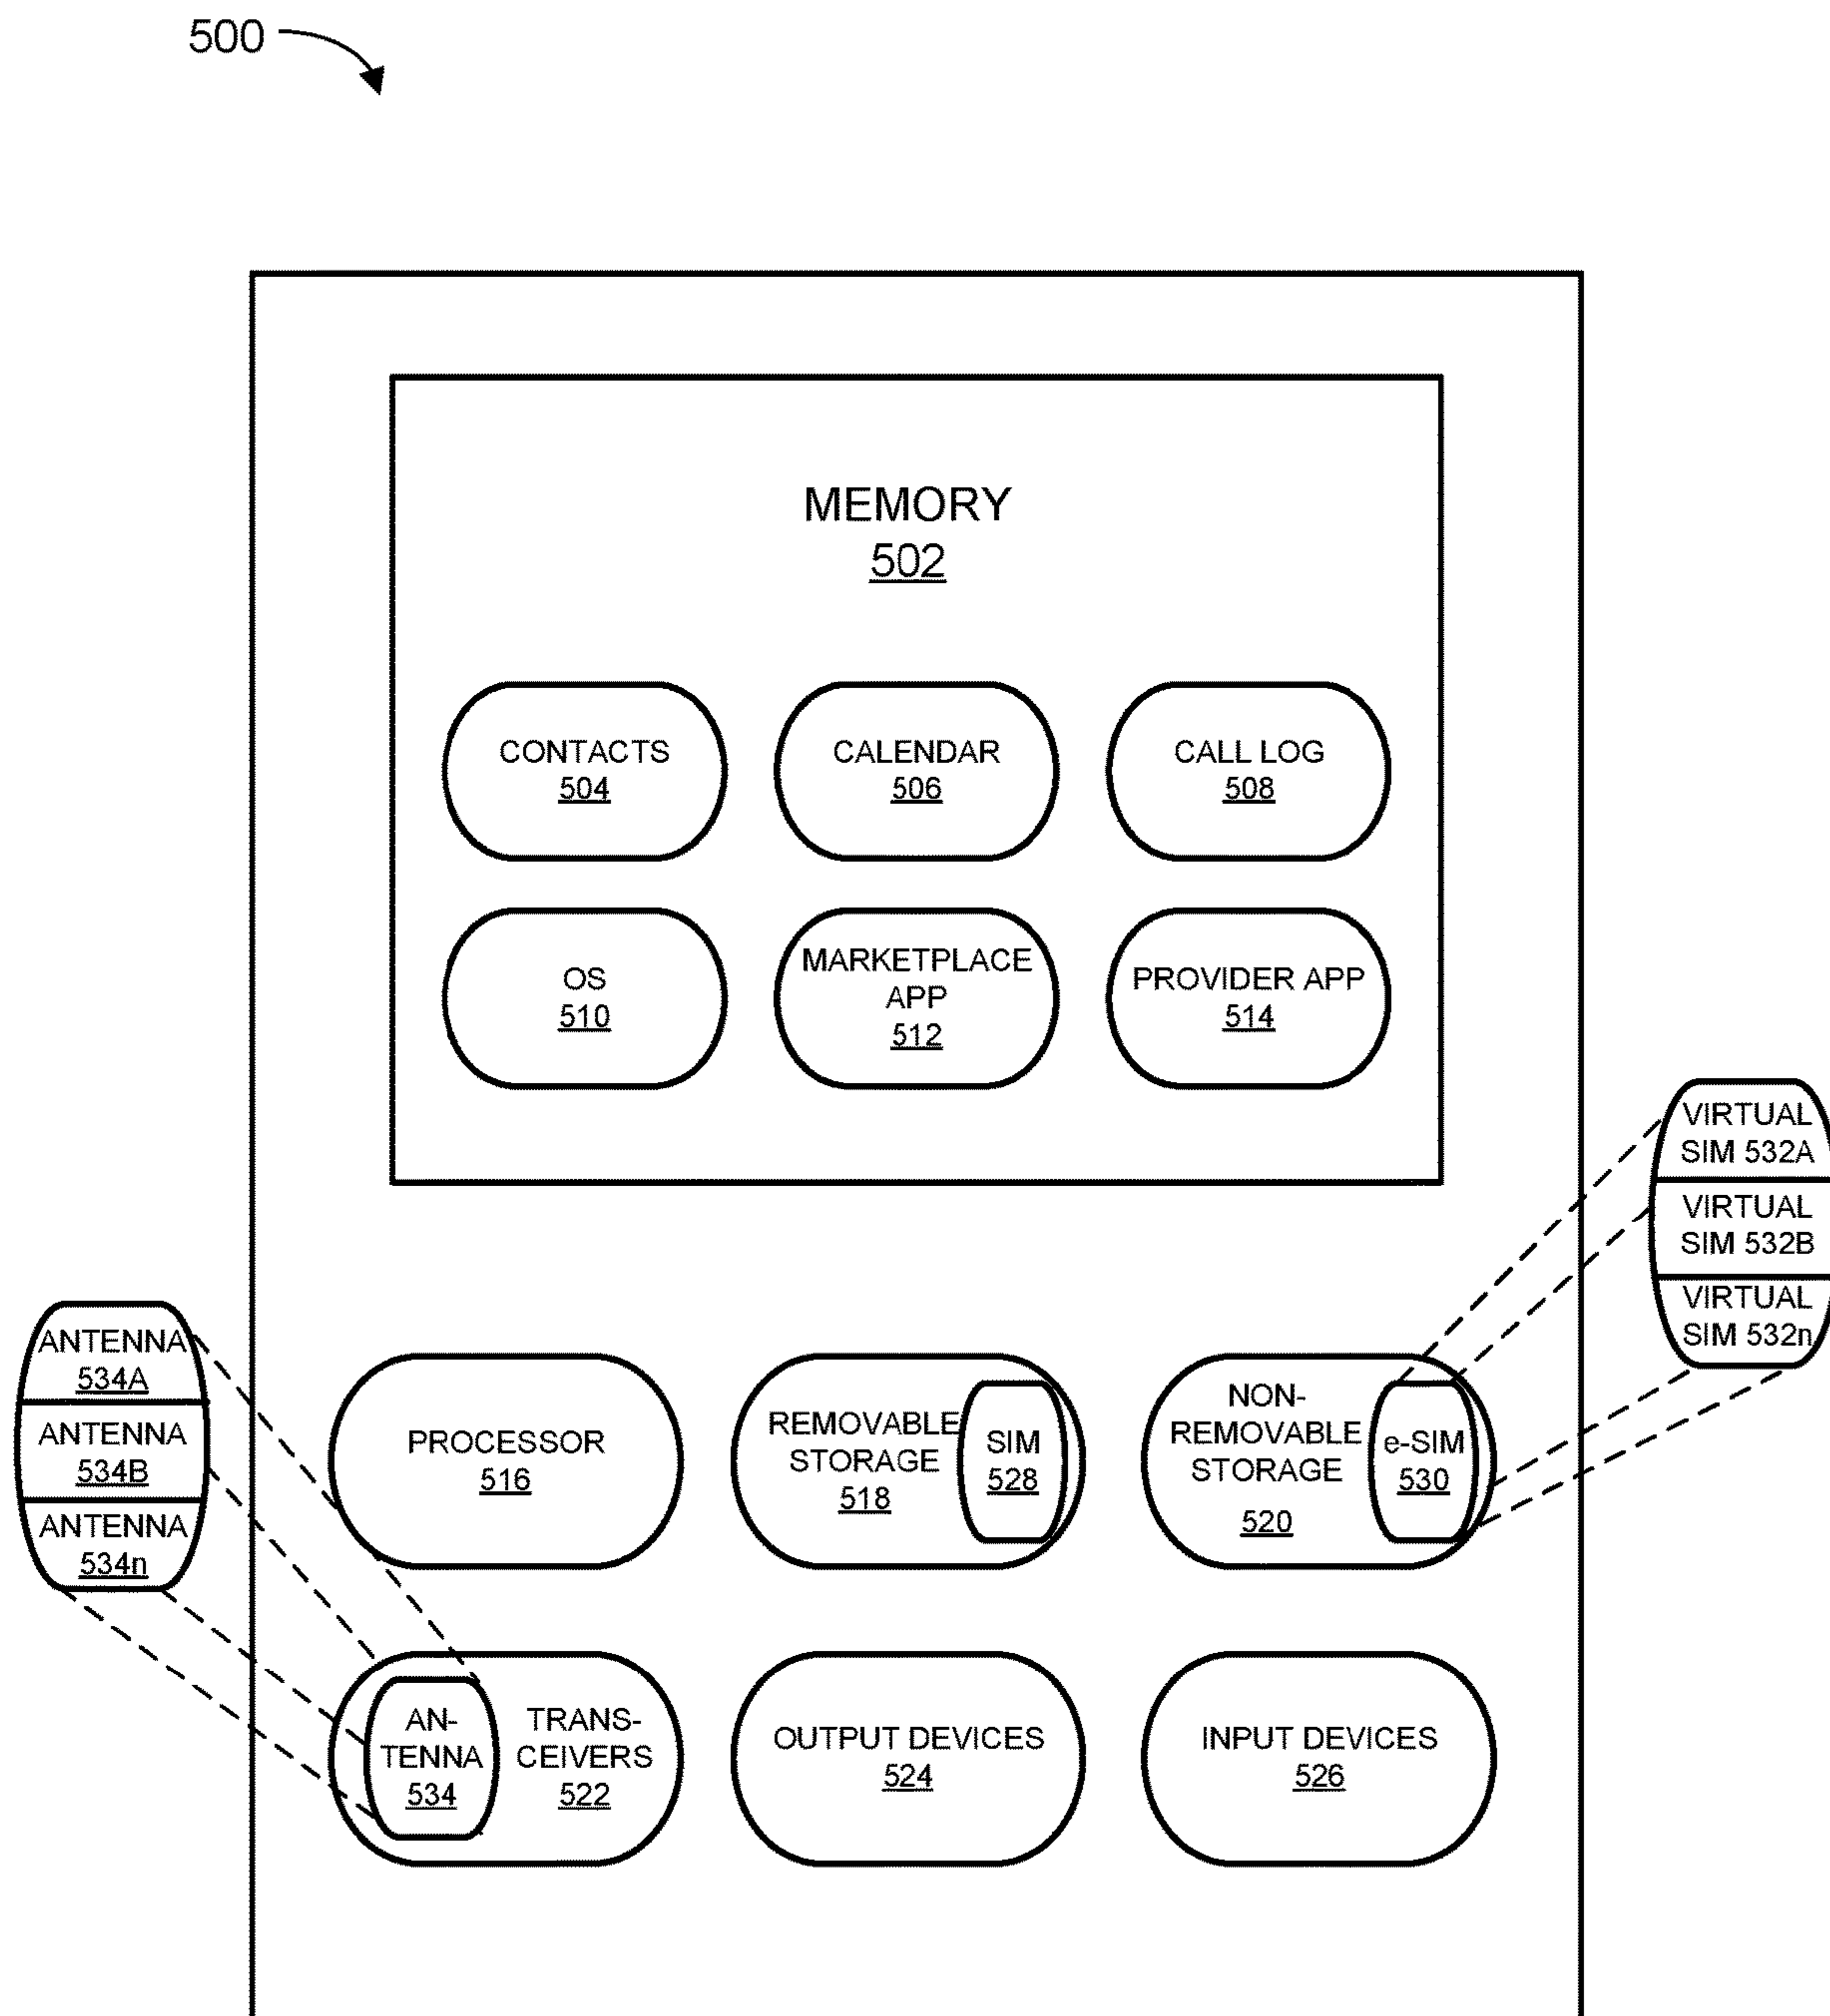 500
MEMORY
502
CONTACTS
504
CALENDAR
506
CALL LOG
508
OS
510
MARKETPLACE
APP
512
PROVIDER APP
514
VIRTUAL
SIM 532A
VIRTUAL
SIM 532B
VIRTUAL
SIM 532n
ANTENNA
534A
ANTENNA
534B
ANTENNA
534n
PROCESSOR
516
REMOVABLE
STORAGE
518
SIM
528
NON-
REMOVABLE
STORAGE
520
e-SIM
530
AN-
TENNA
534
TRANS-
CEIVERS
522
OUTPUT DEVICES
524
INPUT DEVICES
526